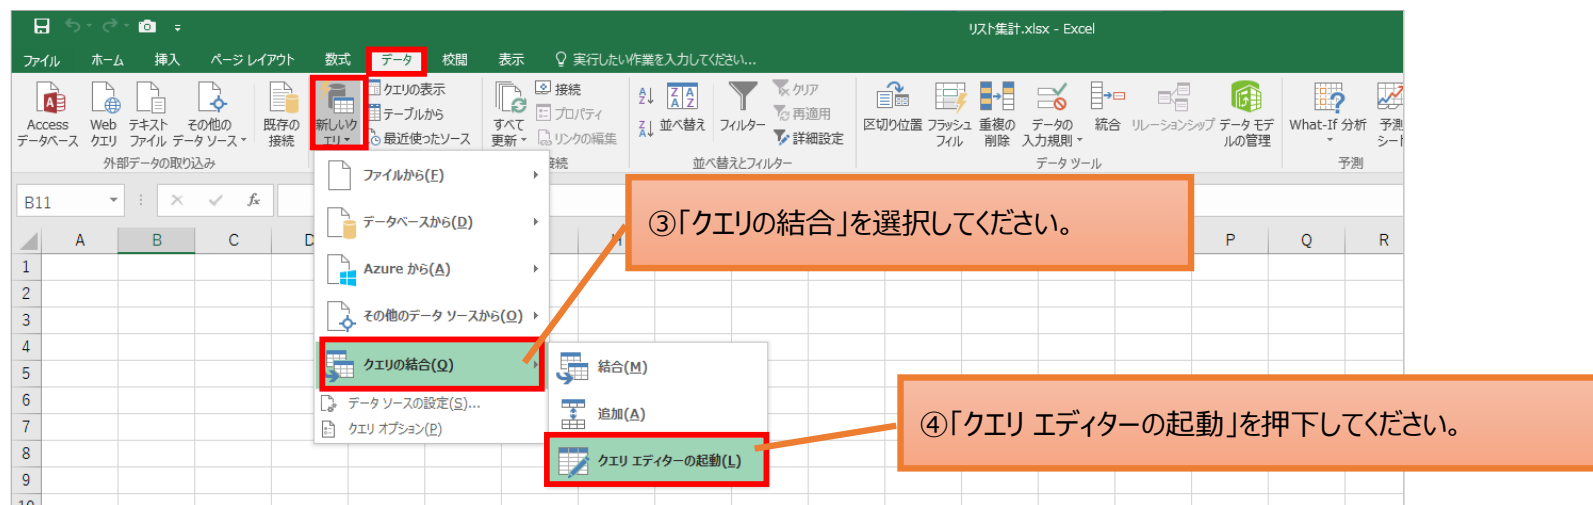 リスト集計.xlsx - Excel
ファイル ホーム 挿入 ページ レイアウト 数式 データ 校閲 表示 実行したい作業を入力してください...
Access データベース
Web クエリ
テキスト ファイル
その他の データ ソース
既存の 接続
新しいク エリ
クエリの表示
テーブルから
最近使ったソース
すべて 更新
接続
プロパティ
リンクの編集
並べ替え
フィルター
クリア
再適用
詳細設定
区切り位置
フラッシュ フィル
重複の 削除
データの 入力規則
統合
リレーションシップ
データ モデ ルの管理
What-If 分析
外部データの取り込み
並べ替えとフィルター
データ ツール
予測
B11
fx
A B C
P Q R
1
2
3
4
5
6
7
8
9
ファイルから(F)
データベースから(D)
Azure から(A)
その他のデータ ソースから(O)
クエリの結合(Q)
データ ソースの設定(S)...
クエリ オプション(P)
結合(M)
追加(A)
クエリ エディターの起動(L)
③「クエリの結合」を選択してください。
④「クエリ エディターの起動」を押下してください。